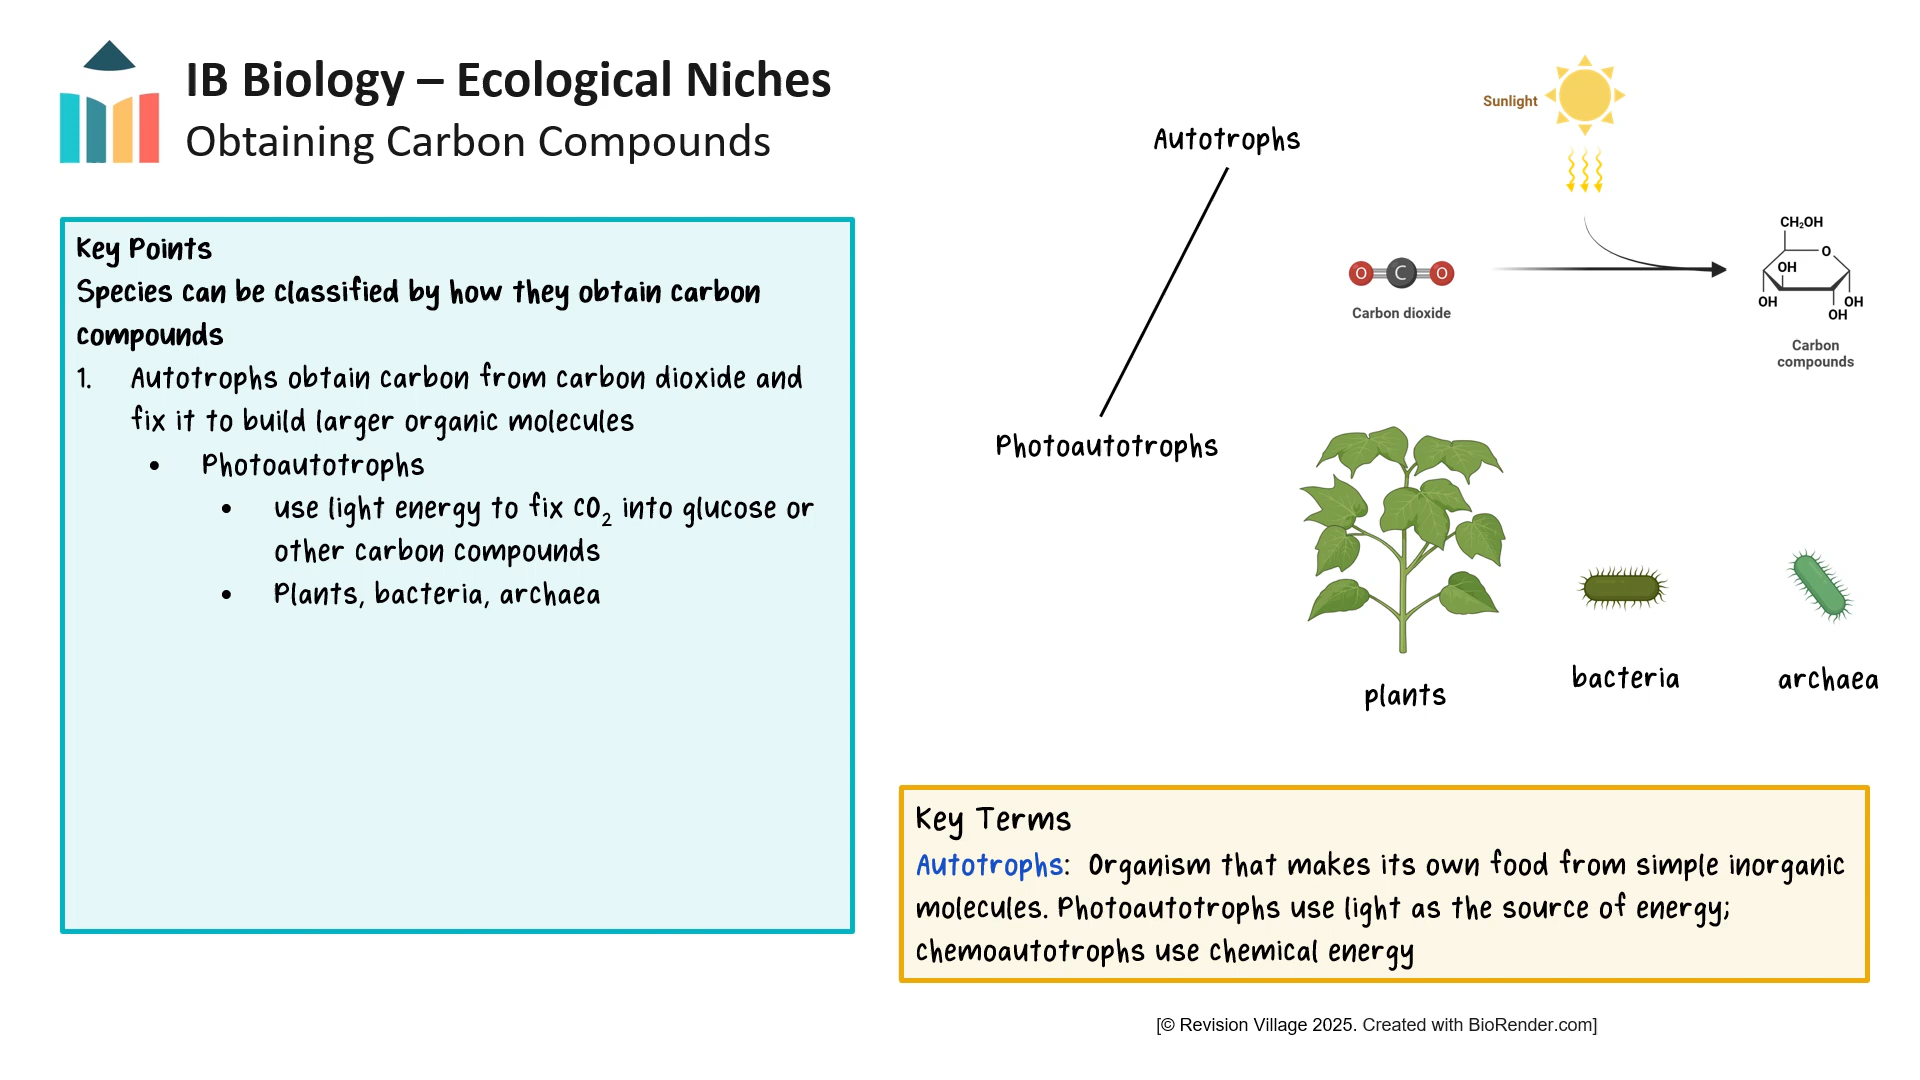 IB Biology – Ecological Niches
Obtaining Carbon Compounds
Key Points
Species can be classified by how they obtain carbon
compounds
1. Autotrophs obtain carbon from carbon dioxide and
fix it to build larger organic molecules
• Photoautotrophs
• use light energy to fix CO₂ into glucose or
other carbon compounds
• Plants, bacteria, archaea
Autotrophs
Sunlight
O C O
Carbon dioxide
CH₂OH
O
OH
OH
OH
OH
Carbon
compounds
Photoautotrophs
plants
bacteria
archaea
Key Terms
Autotrophs: Organism that makes its own food from simple inorganic
molecules. Photoautotrophs use light as the source of energy;
chemoautotrophs use chemical energy
[© Revision Village 2025. Created with BioRender.com]